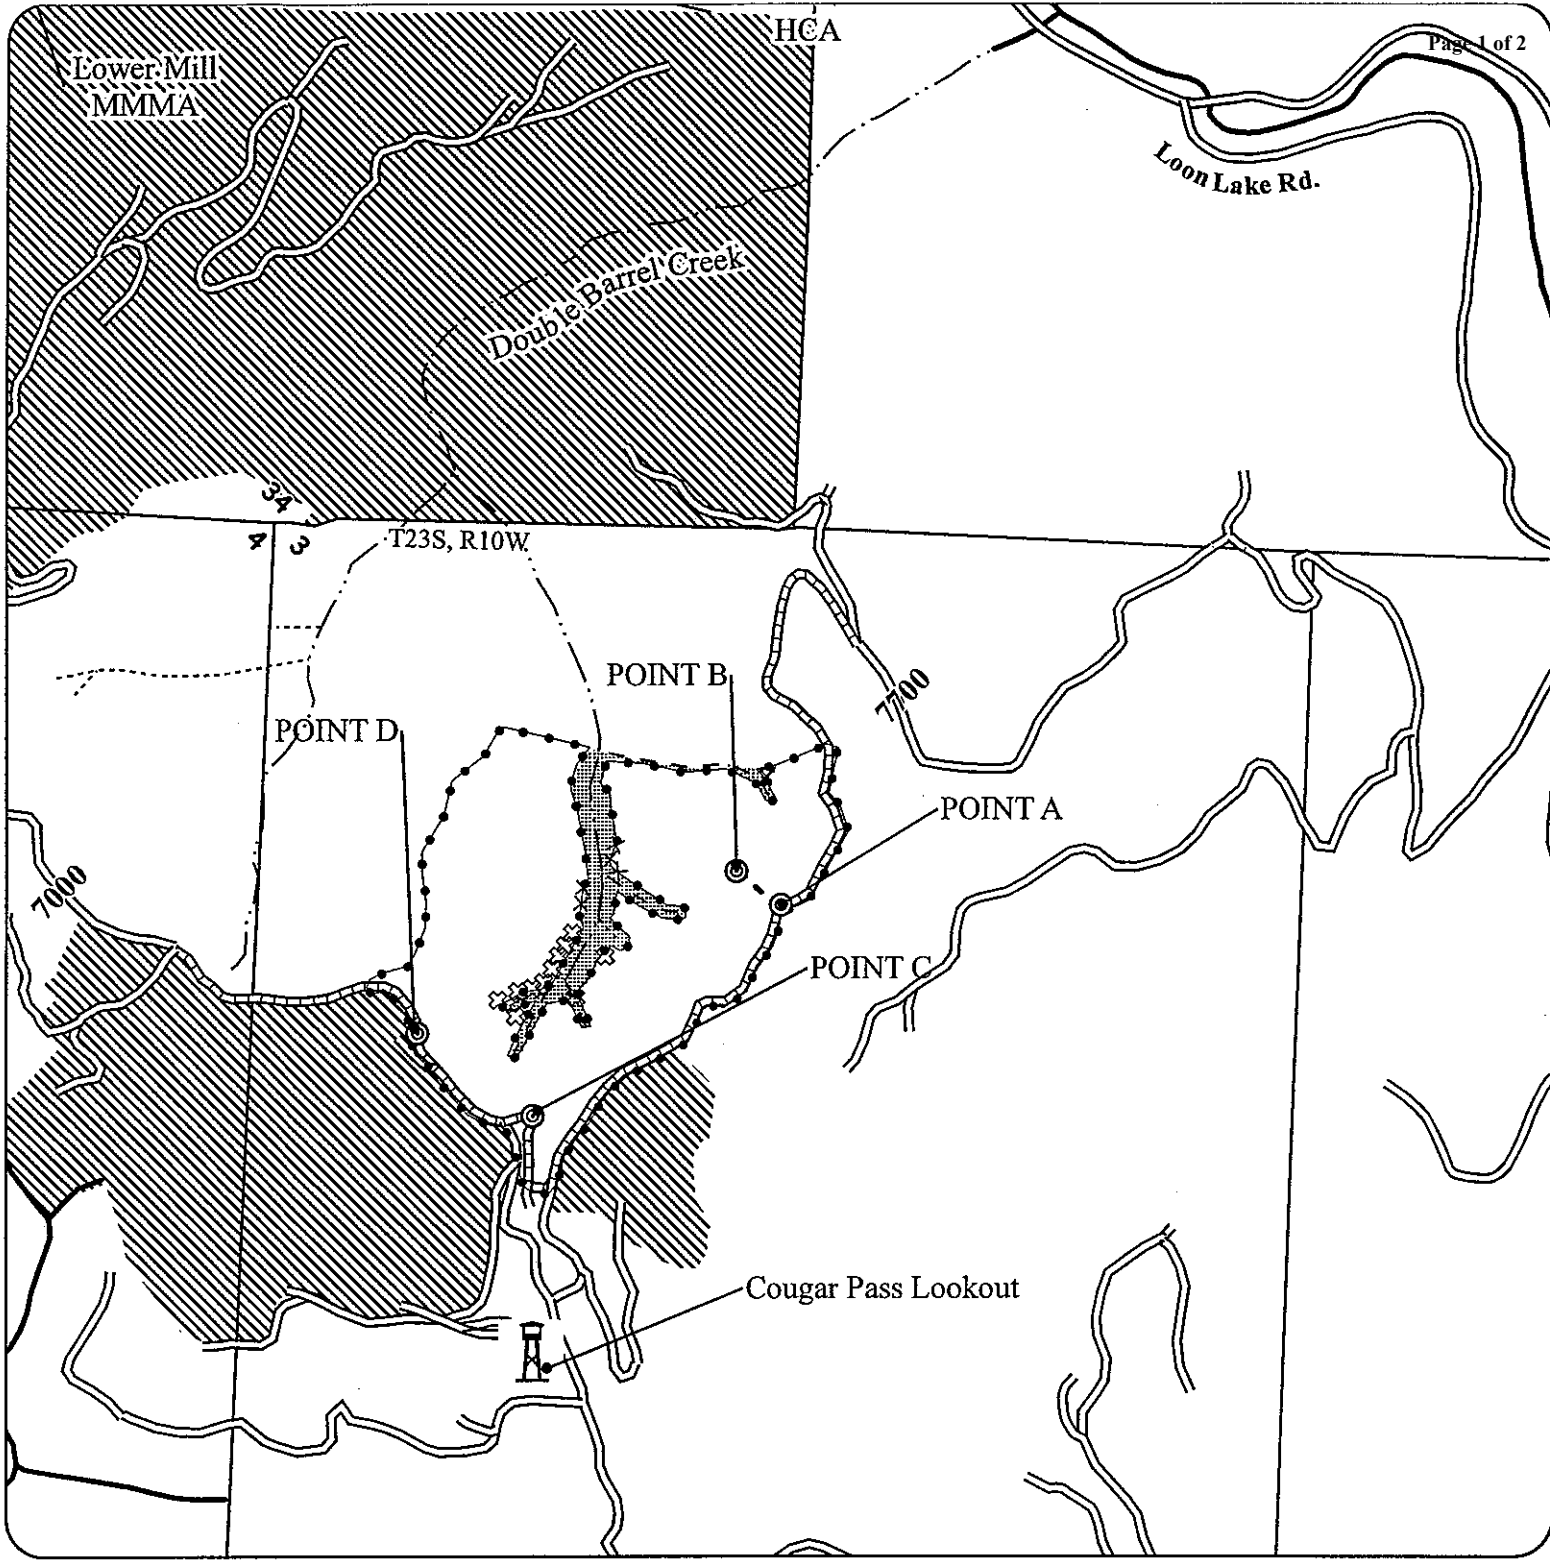 HCA
Page 1 of 2
Lower Mill
MMMA
Loon Lake Rd.
Double Barrel Creek
34
4 3
T23S, R10W
POINT B
7700
POINT D
POINT A
7000
POINT C
Cougar Pass Lookout